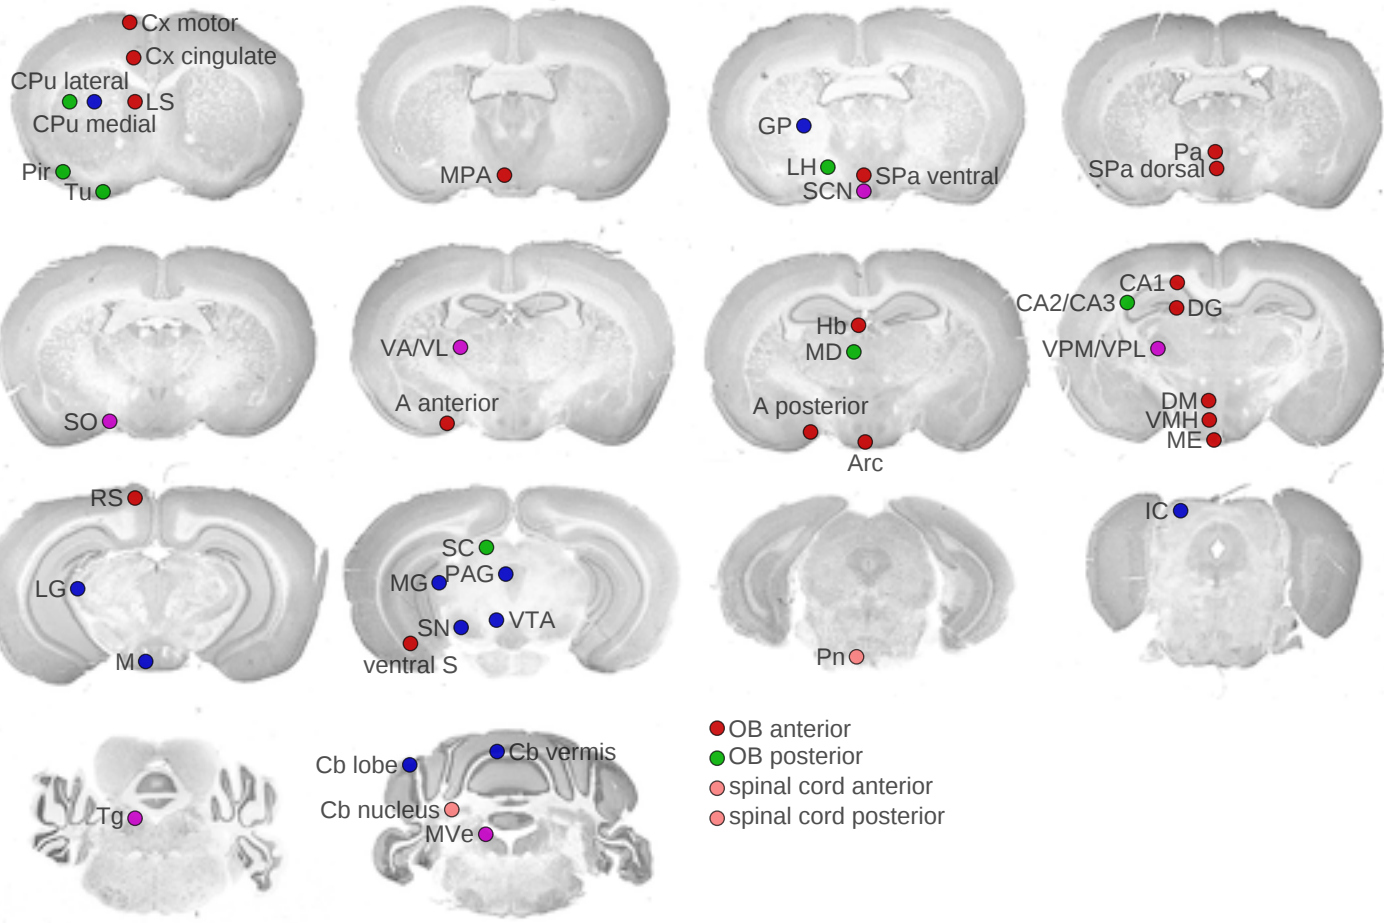 Cx motor
Cx cingulate
CPu lateral
LS
CPu medial
Pir
Tu
MPA
GP
LH
SPa ventral
SCN
Pa
SPa dorsal
SO
VA/VL
A anterior
Hb
MD
A posterior
Arc
CA1
CA2/CA3
DG
VPM/VPL
DM
VMH
ME
RS
LG
M
SC
MG
PAG
SN
VTA
ventral S
Pn
IC
Tg
Cb lobe
Cb vermis
Cb nucleus
MVe
OB anterior
OB posterior
spinal cord anterior
spinal cord posterior